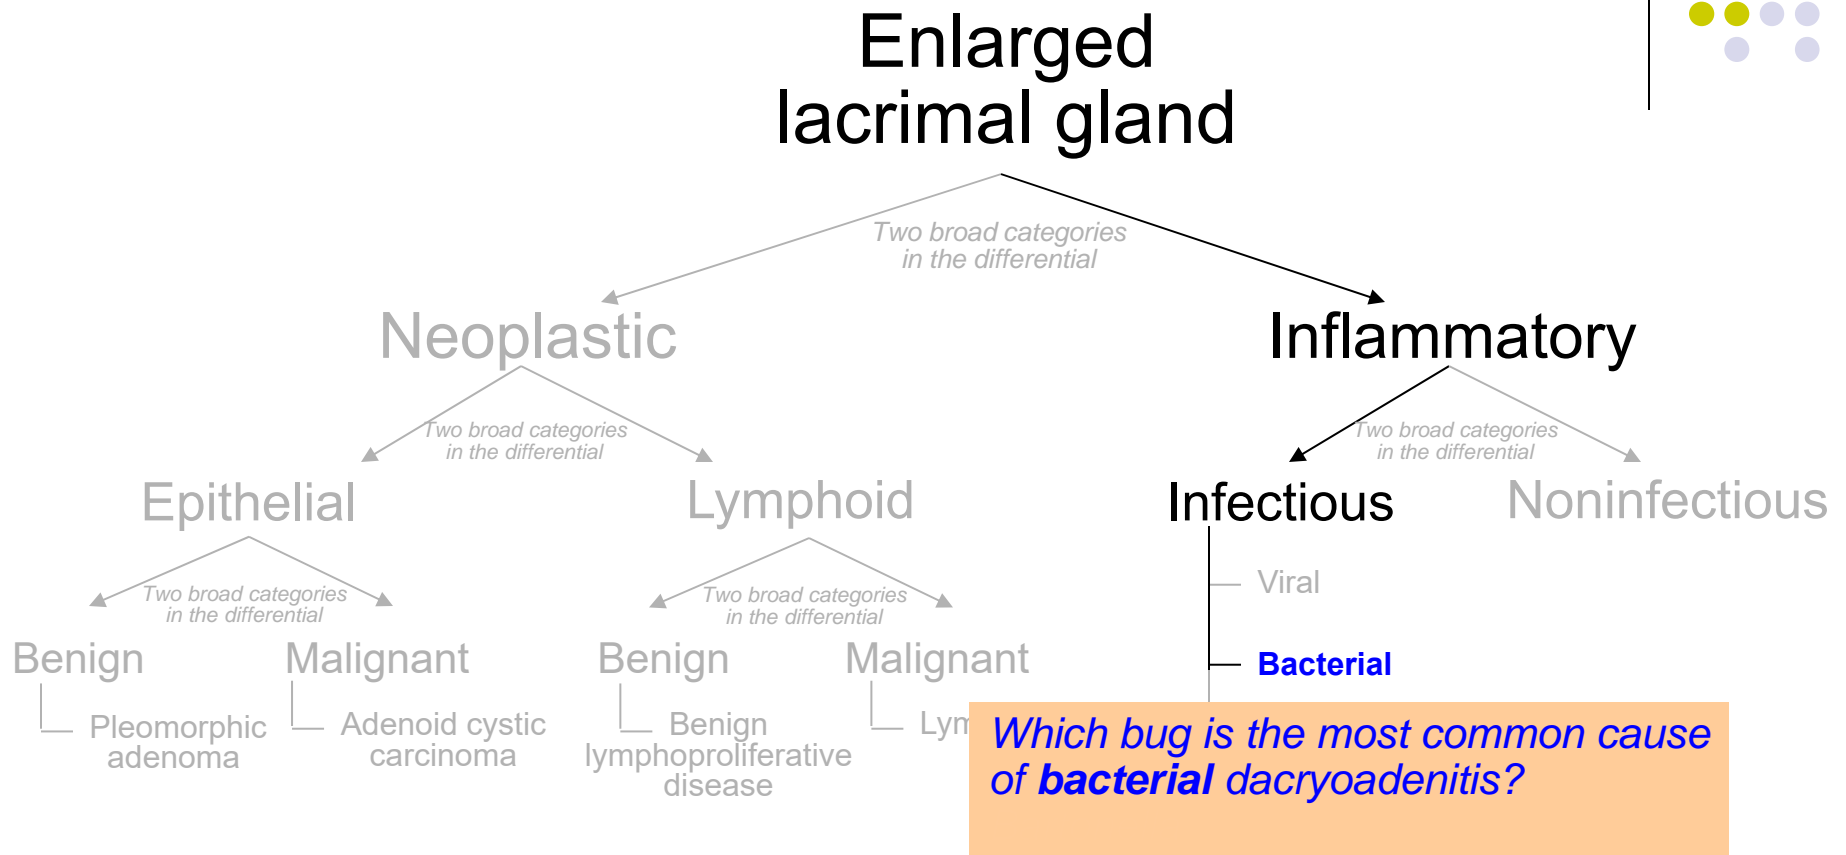 Enlarged
lacrimal gland
Two broad categories
in the differential
Neoplastic
Inflammatory
Two broad categories
in the differential
Two broad categories
in the differential
Epithelial
Lymphoid
Infectious
Noninfectious
Two broad categories
in the differential
Two broad categories
in the differential
Viral
Benign
Malignant
Benign
Malignant
Bacterial
Pleomorphic
adenoma
Adenoid cystic
carcinoma
Benign
lymphoproliferative
disease
Which bug is the most common cause
of bacterial dacryoadenitis?